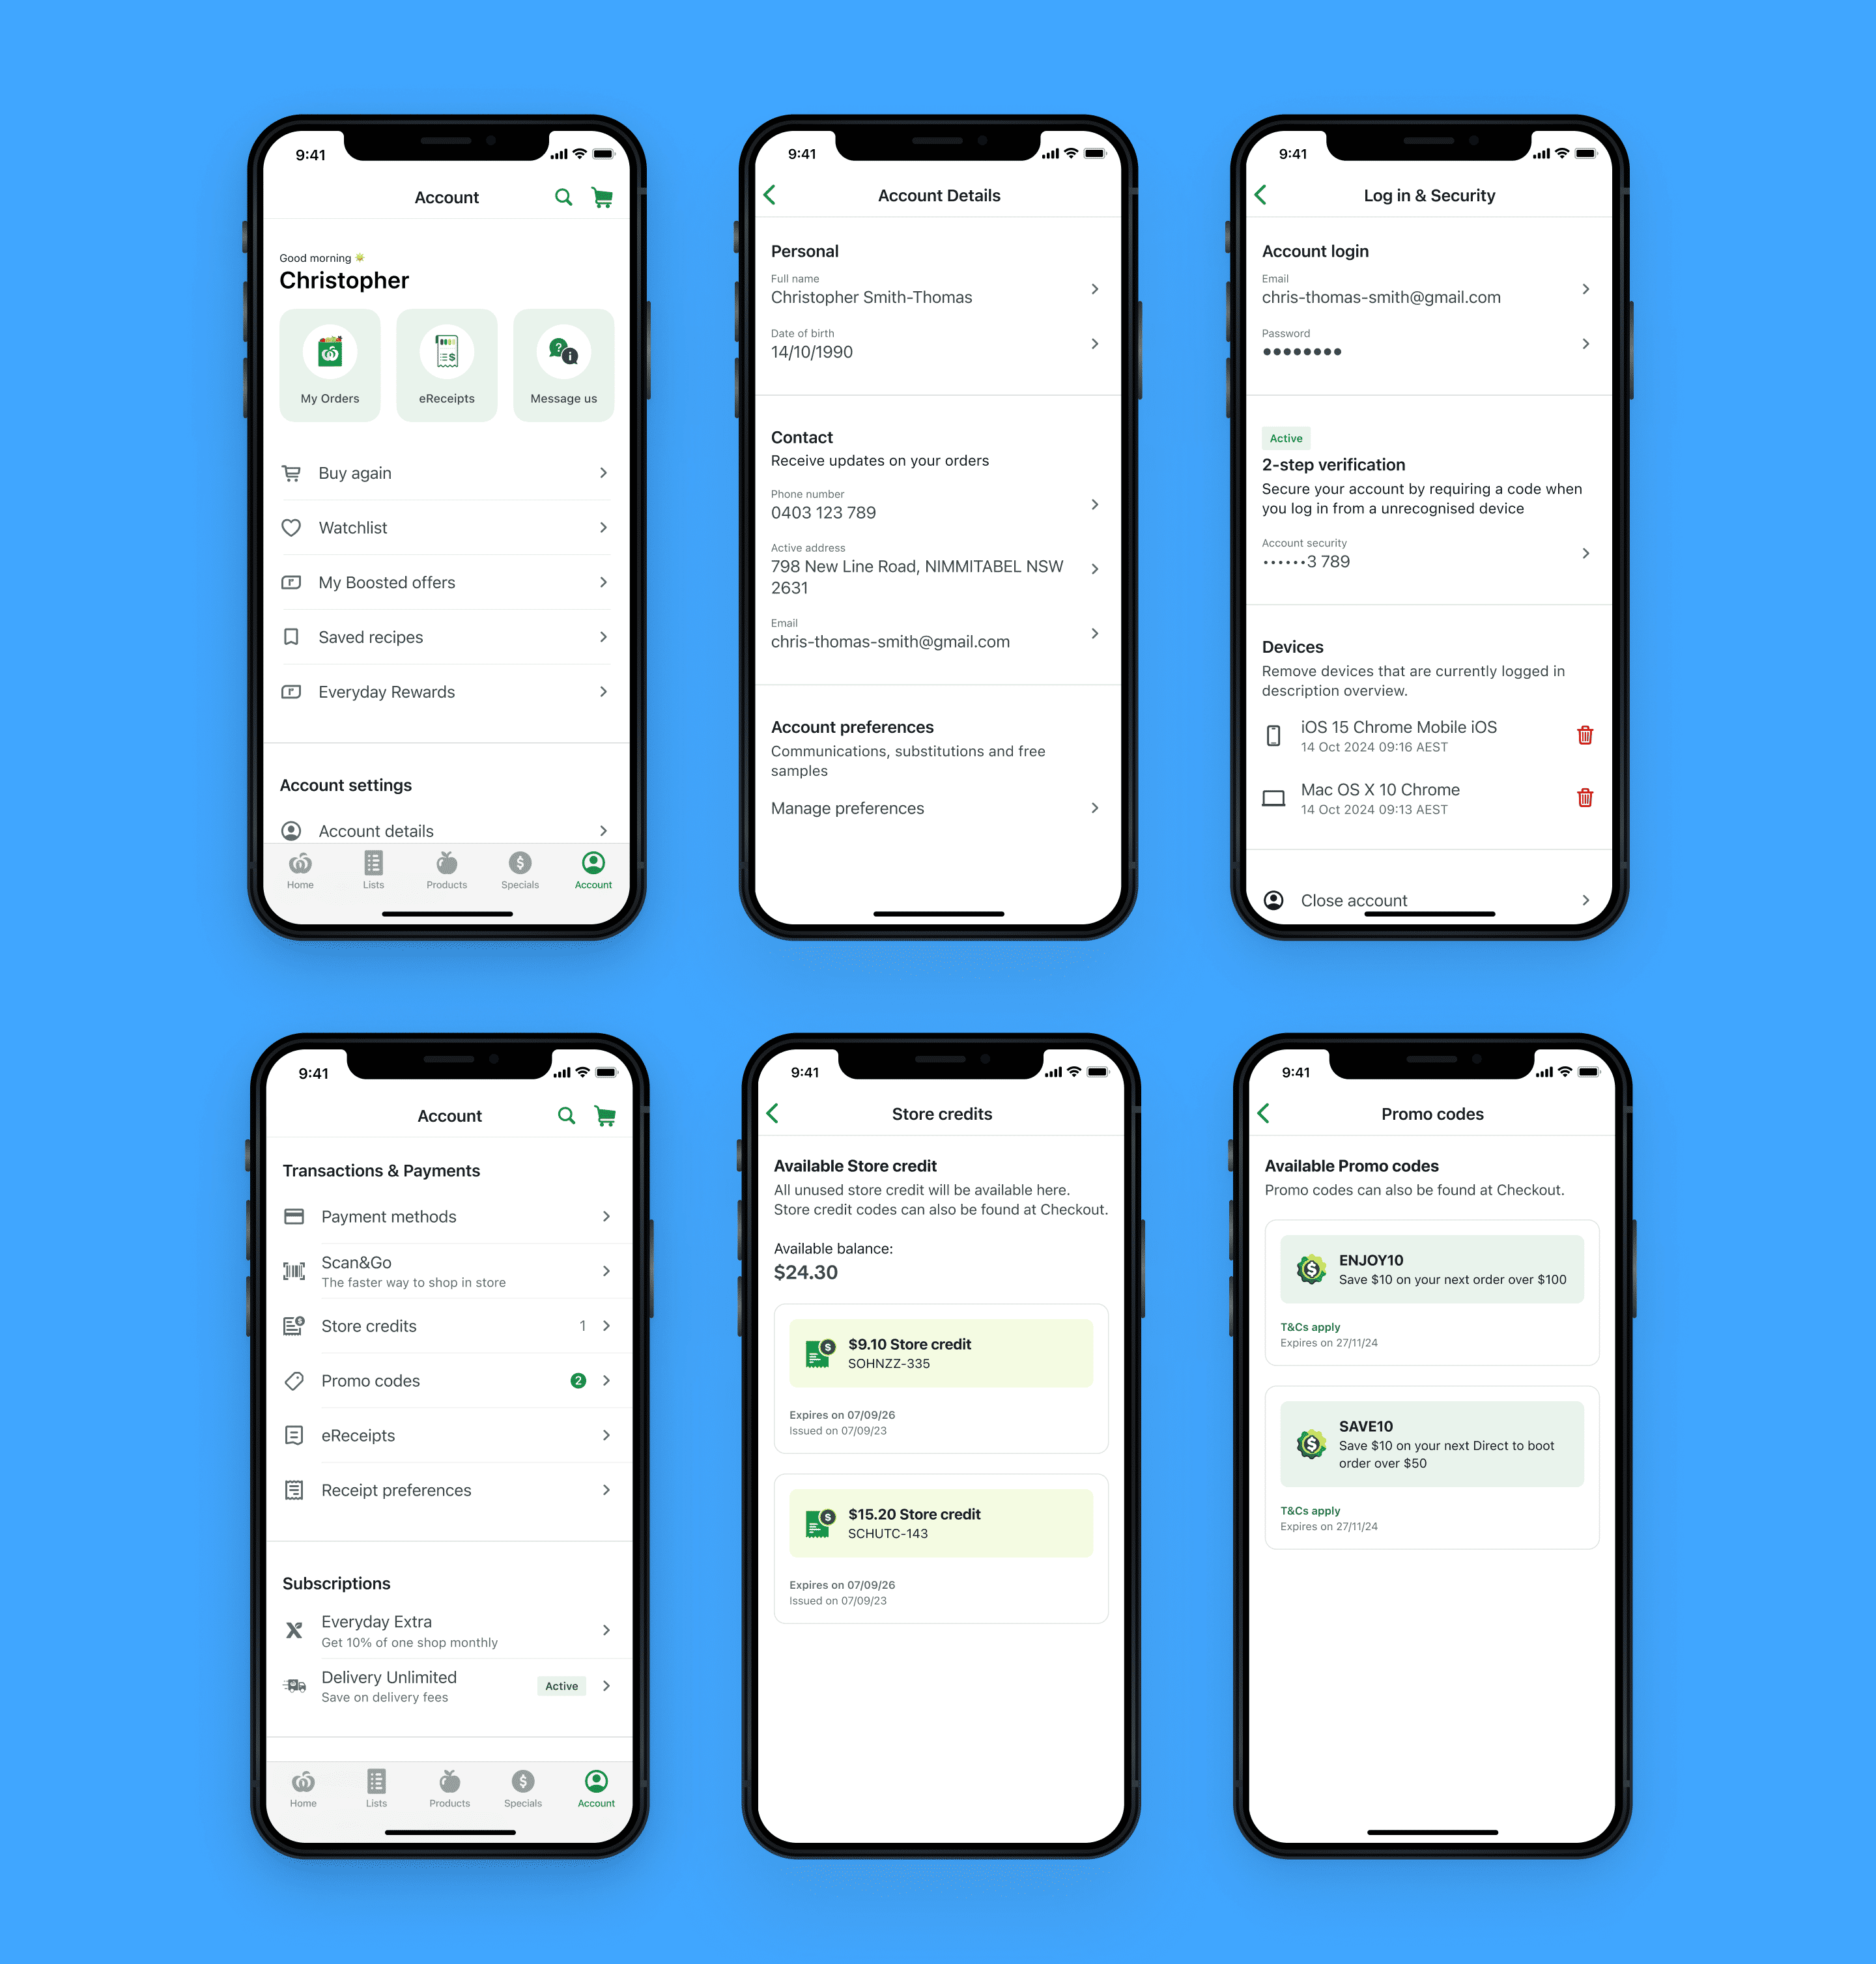 9:41
Account
Good morning
Christopher
My Orders
eReceipts
Message us
Buy again
Watchlist
My Boosted offers
Saved recipes
Everyday Rewards
Account settings
Account details
Home
Lists
Products
Specials
Account
9:41
Account Details
Personal
Full name
Christopher Smith-Thomas
Date of birth
14/10/1990
Contact
Receive updates on your orders
Phone number
0403 123 789
Active address
798 New Line Road, NIMMITABEL NSW
2631
Email
chris-thomas-smith@gmail.com
Account preferences
Communications, substitutions and free
samples
Manage preferences
9:41
Log in & Security
Account login
Email
chris-thomas-smith@gmail.com
Password
••••••••
Active
2-step verification
Secure your account by requiring a code when
you log in from a unrecognised device
Account security
••••••3 789
Devices
Remove devices that are currently logged in
description overview.
iOS 15 Chrome Mobile iOS
14 Oct 2024 09:16 AEST
Mac OS X 10 Chrome
14 Oct 2024 09:13 AEST
Close account
9:41
Account
Transactions & Payments
Payment methods
Scan&Go
The faster way to shop in store
Store credits 1
Promo codes 2
eReceipts
Receipt preferences
Subscriptions
Everyday Extra
Get 10% of one shop monthly
Delivery Unlimited
Save on delivery fees
Active
Home
Lists
Products
Specials
Account
9:41
Store credits
Available Store credit
All unused store credit will be available here.
Store credit codes can also be found at Checkout.
Available balance:
$24.30
$9.10 Store credit
SOHNZZ-335
Expires on 07/09/26
Issued on 07/09/23
$15.20 Store credit
SCHUTC-143
Expires on 07/09/26
Issued on 07/09/23
9:41
Promo codes
Available Promo codes
Promo codes can also be found at Checkout.
ENJOY10
Save $10 on your next order over $100
T&Cs apply
Expires on 27/11/24
SAVE10
Save $10 on your next Direct to boot
order over $50
T&Cs apply
Expires on 27/11/24